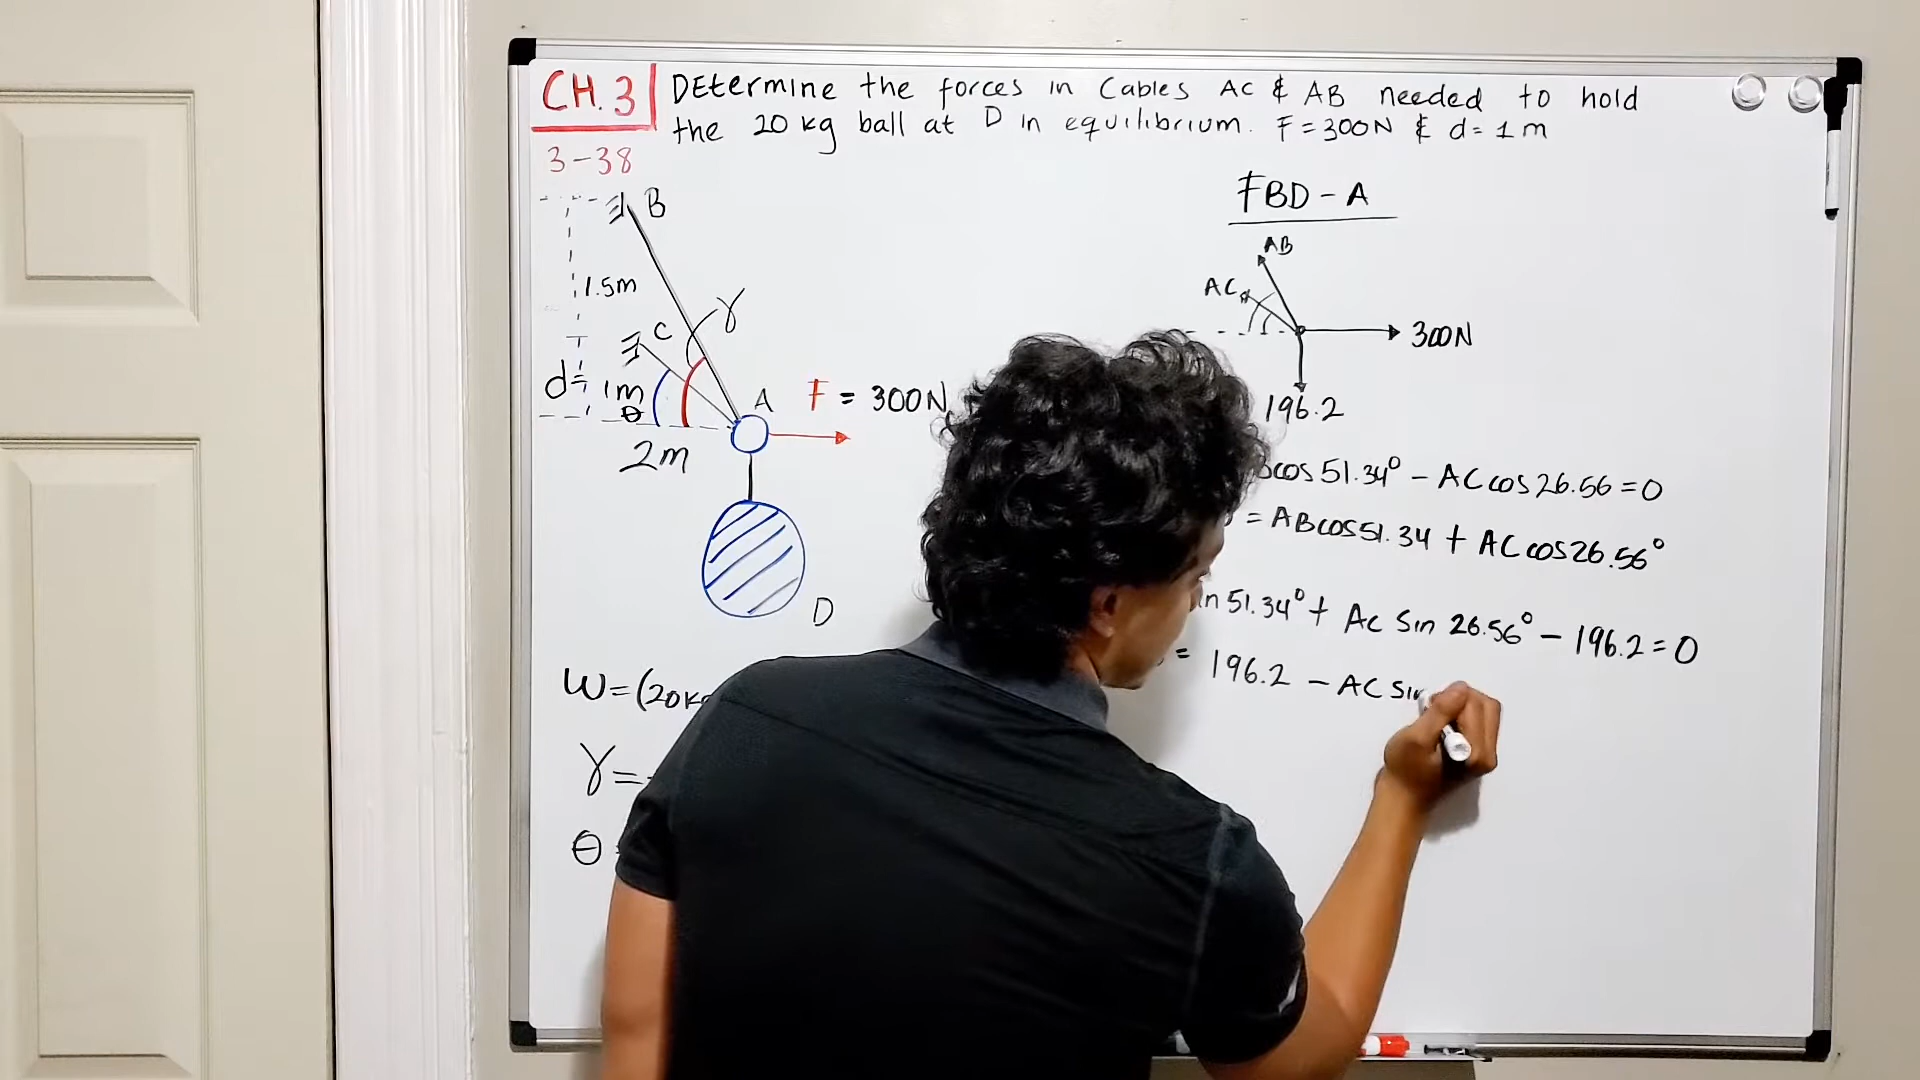 CH.3
DEtermine the forces in Cables AC & AB needed to hold
the 20 kg ball at D in equilibrium. F = 300N & d = 1m
3-38
B
1.5m
γ
C
d= 1m
θ
2m
A
F = 300N
D
W=(20kg
γ =
θ
FBD - A
AB
AC
300N
196.2
cos 51.34° - AC cos 26.56 = 0
= AB cos 51.34 + AC cos 26.56°
51.34° + AC Sin 26.56° - 196.2 = 0
= 196.2 - AC Sin